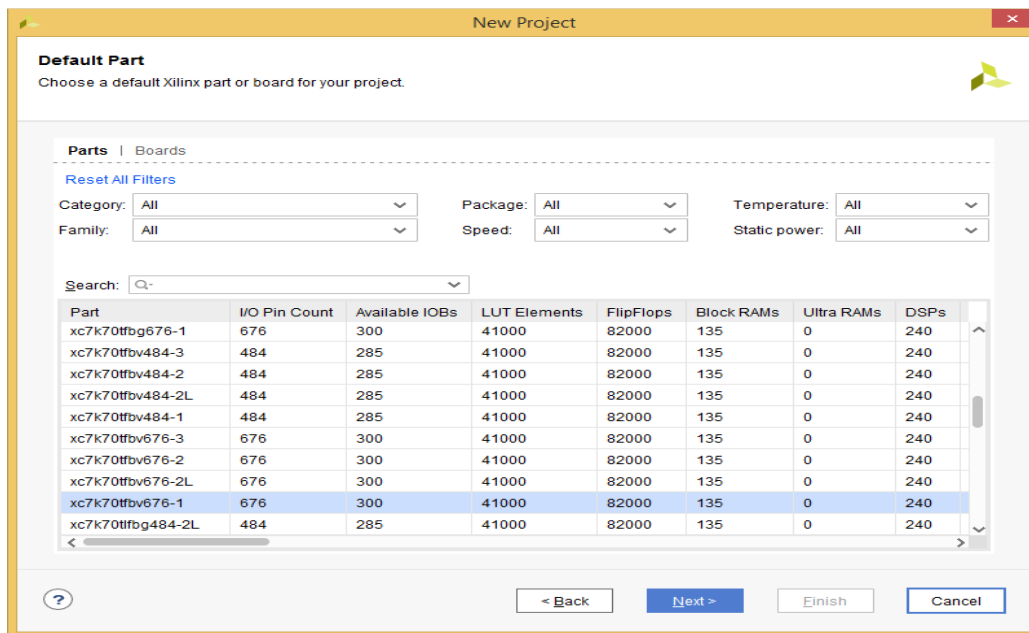 New Project
Default Part
Choose a default Xilinx part or board for your project.
Parts | Boards
Reset All Filters
Category: All Package: All Temperature: All
Family: All Speed: All Static power: All
Search:
Part I/O Pin Count Available IOBs LUT Elements FlipFlops Block RAMs Ultra RAMs DSPs
xc7k70tfbg676-1 676 300 41000 82000 135 0 240
xc7k70tfbv484-3 484 285 41000 82000 135 0 240
xc7k70tfbv484-2 484 285 41000 82000 135 0 240
xc7k70tfbv484-2L 484 285 41000 82000 135 0 240
xc7k70tfbv484-1 484 285 41000 82000 135 0 240
xc7k70tfbv676-3 676 300 41000 82000 135 0 240
xc7k70tfbv676-2 676 300 41000 82000 135 0 240
xc7k70tfbv676-2L 676 300 41000 82000 135 0 240
xc7k70tfbv676-1 676 300 41000 82000 135 0 240
xc7k70tlfbg484-2L 484 285 41000 82000 135 0 240
? < Back Next > Finish Cancel